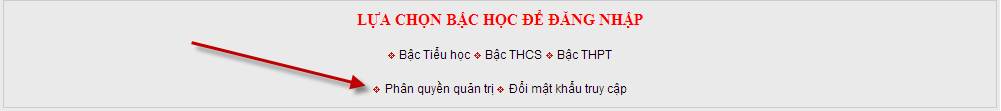 LỰA CHỌN BẬC HỌC ĐỂ ĐĂNG NHẬP
❖ Bậc Tiểu học ❖ Bậc THCS ❖ Bậc THPT
❖ Phân quyền quản trị ❖ Đổi mật khẩu truy cập